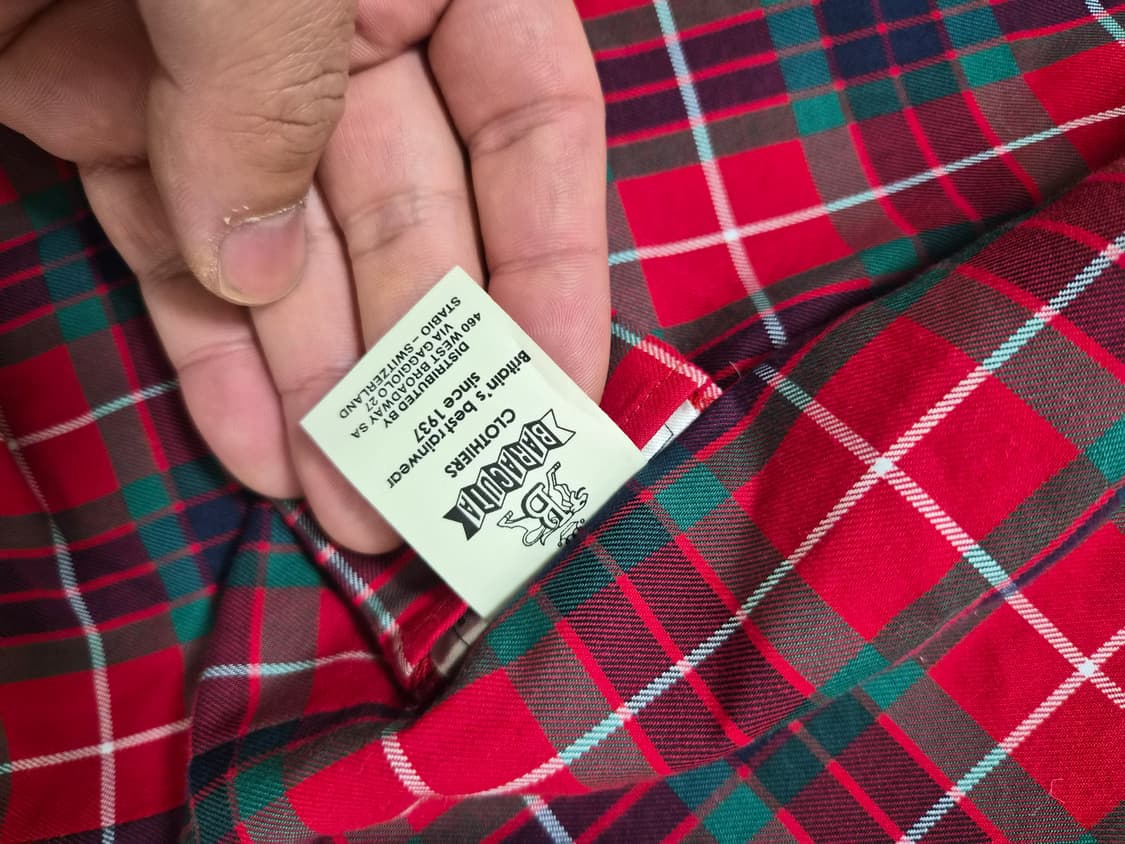 B
BARACUTA
CLOTHIERS
Britain's best rainwear
since 1937
DISTRIBUTED BY
460 WEST BROADWAY SA
VIA GAGGIOLO 27
STABIO – SWITZERLAND